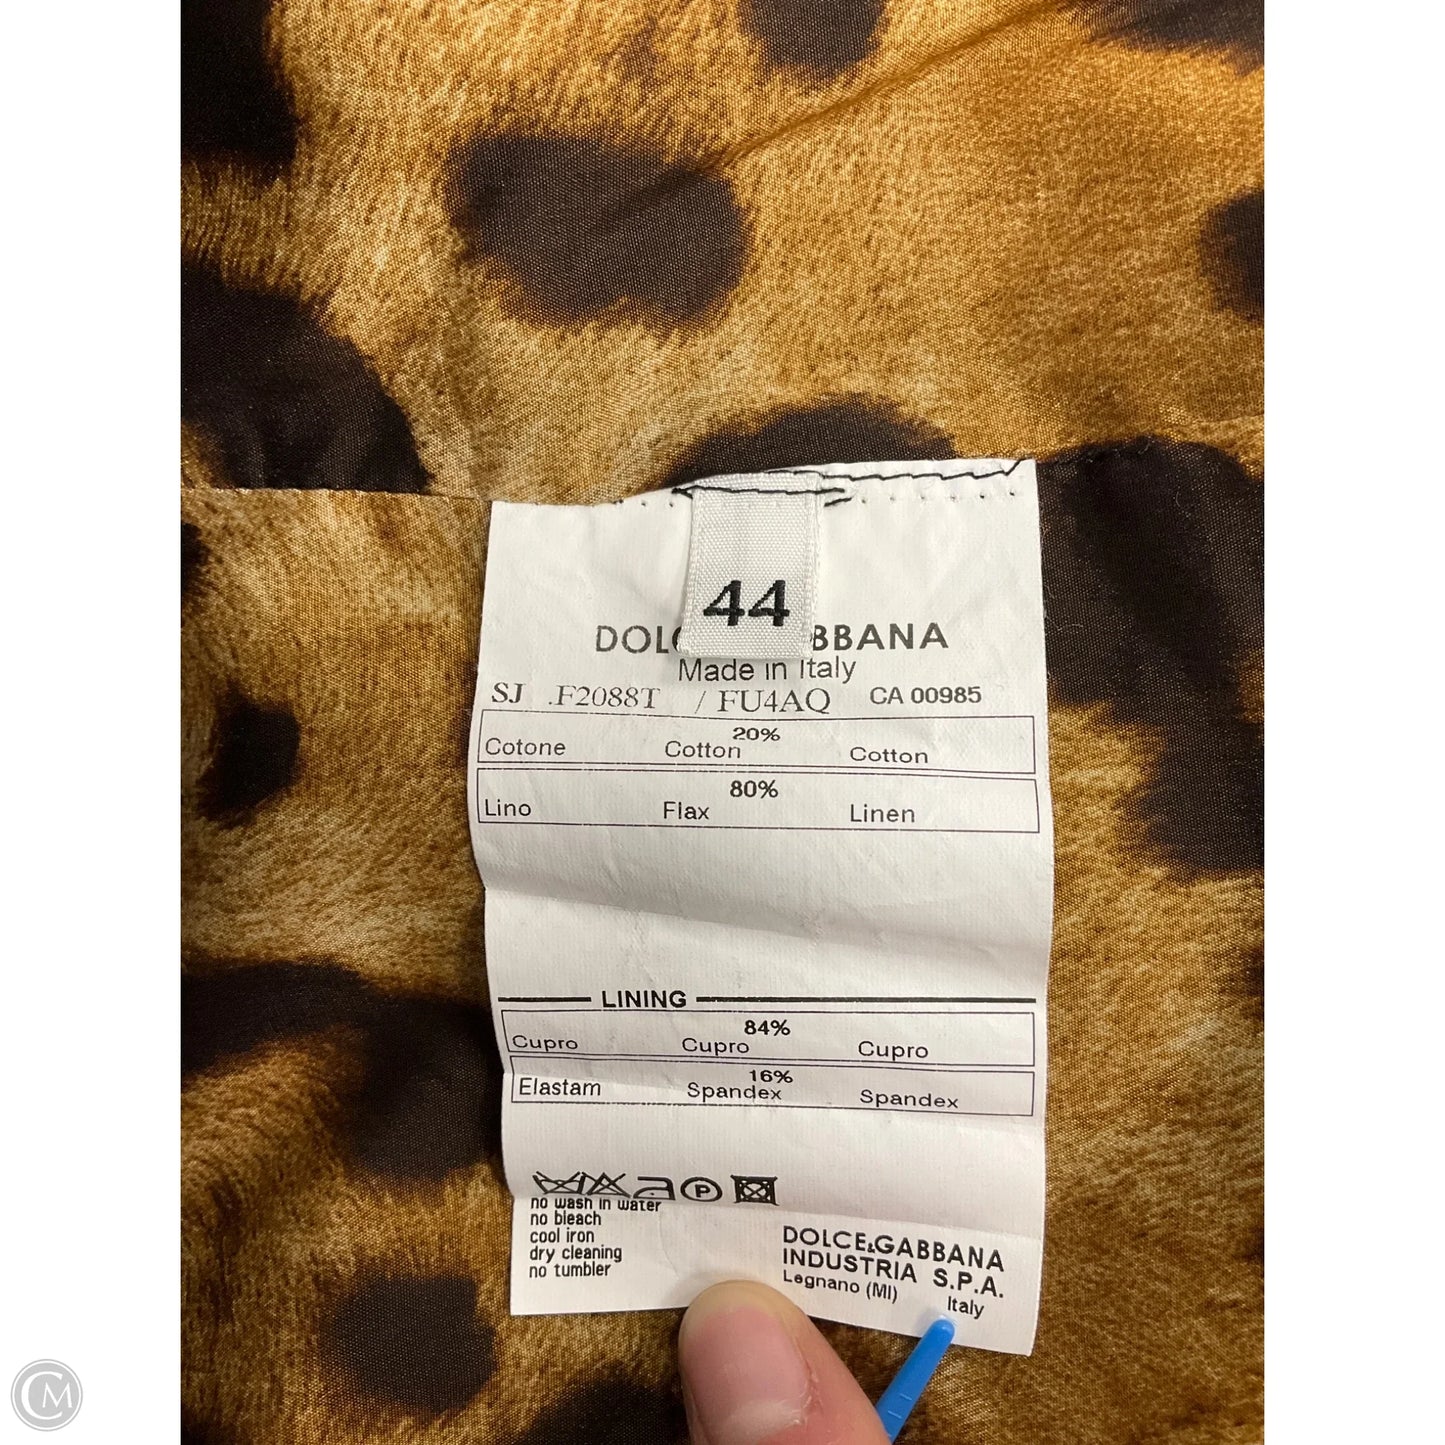 44
DOL BBANA
Made in Italy
SJ .F2088T / FU4AQ CA 00985
20%
Cotone Cotton Cotton
80%
Lino Flax Linen
LINING
84%
Cupro Cupro Cupro
16%
Elastam Spandex Spandex
P
no wash in water
no bleach
cool iron
dry cleaning
no tumbler
DOLCE&GABBANA
INDUSTRIA S.P.A.
Legnano (MI) Italy
CM